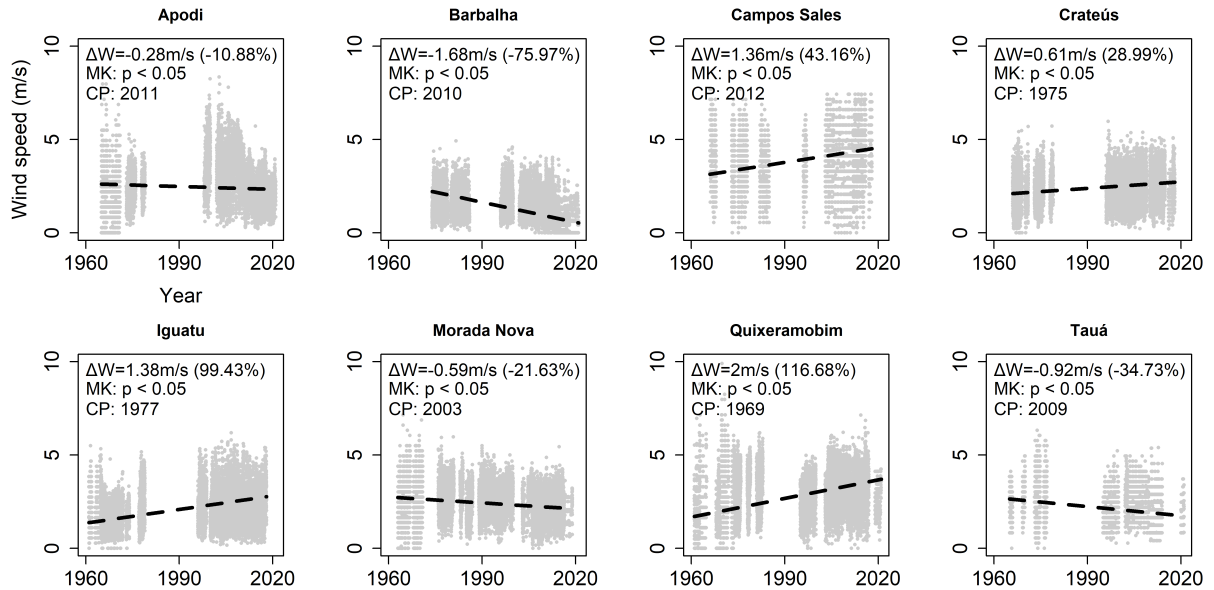 Apodi
ΔW=-0.28m/s (-10.88%)
MK: p < 0.05
CP: 2011
Wind speed (m/s)
10
5
0
1960 1990 2020
Year
Barbalha
ΔW=-1.68m/s (-75.97%)
MK: p < 0.05
CP: 2010
10
5
0
1960 1990 2020
Campos Sales
ΔW=1.36m/s (43.16%)
MK: p < 0.05
CP: 2012
10
5
0
1960 1990 2020
Crateús
ΔW=0.61m/s (28.99%)
MK: p < 0.05
CP: 1975
10
5
0
1960 1990 2020
Iguatu
ΔW=1.38m/s (99.43%)
MK: p < 0.05
CP: 1977
10
5
0
1960 1990 2020
Morada Nova
ΔW=-0.59m/s (-21.63%)
MK: p < 0.05
CP: 2003
10
5
0
1960 1990 2020
Quixeramobim
ΔW=2m/s (116.68%)
MK: p < 0.05
CP: 1969
10
5
0
1960 1990 2020
Tauá
ΔW=-0.92m/s (-34.73%)
MK: p < 0.05
CP: 2009
10
5
0
1960 1990 2020